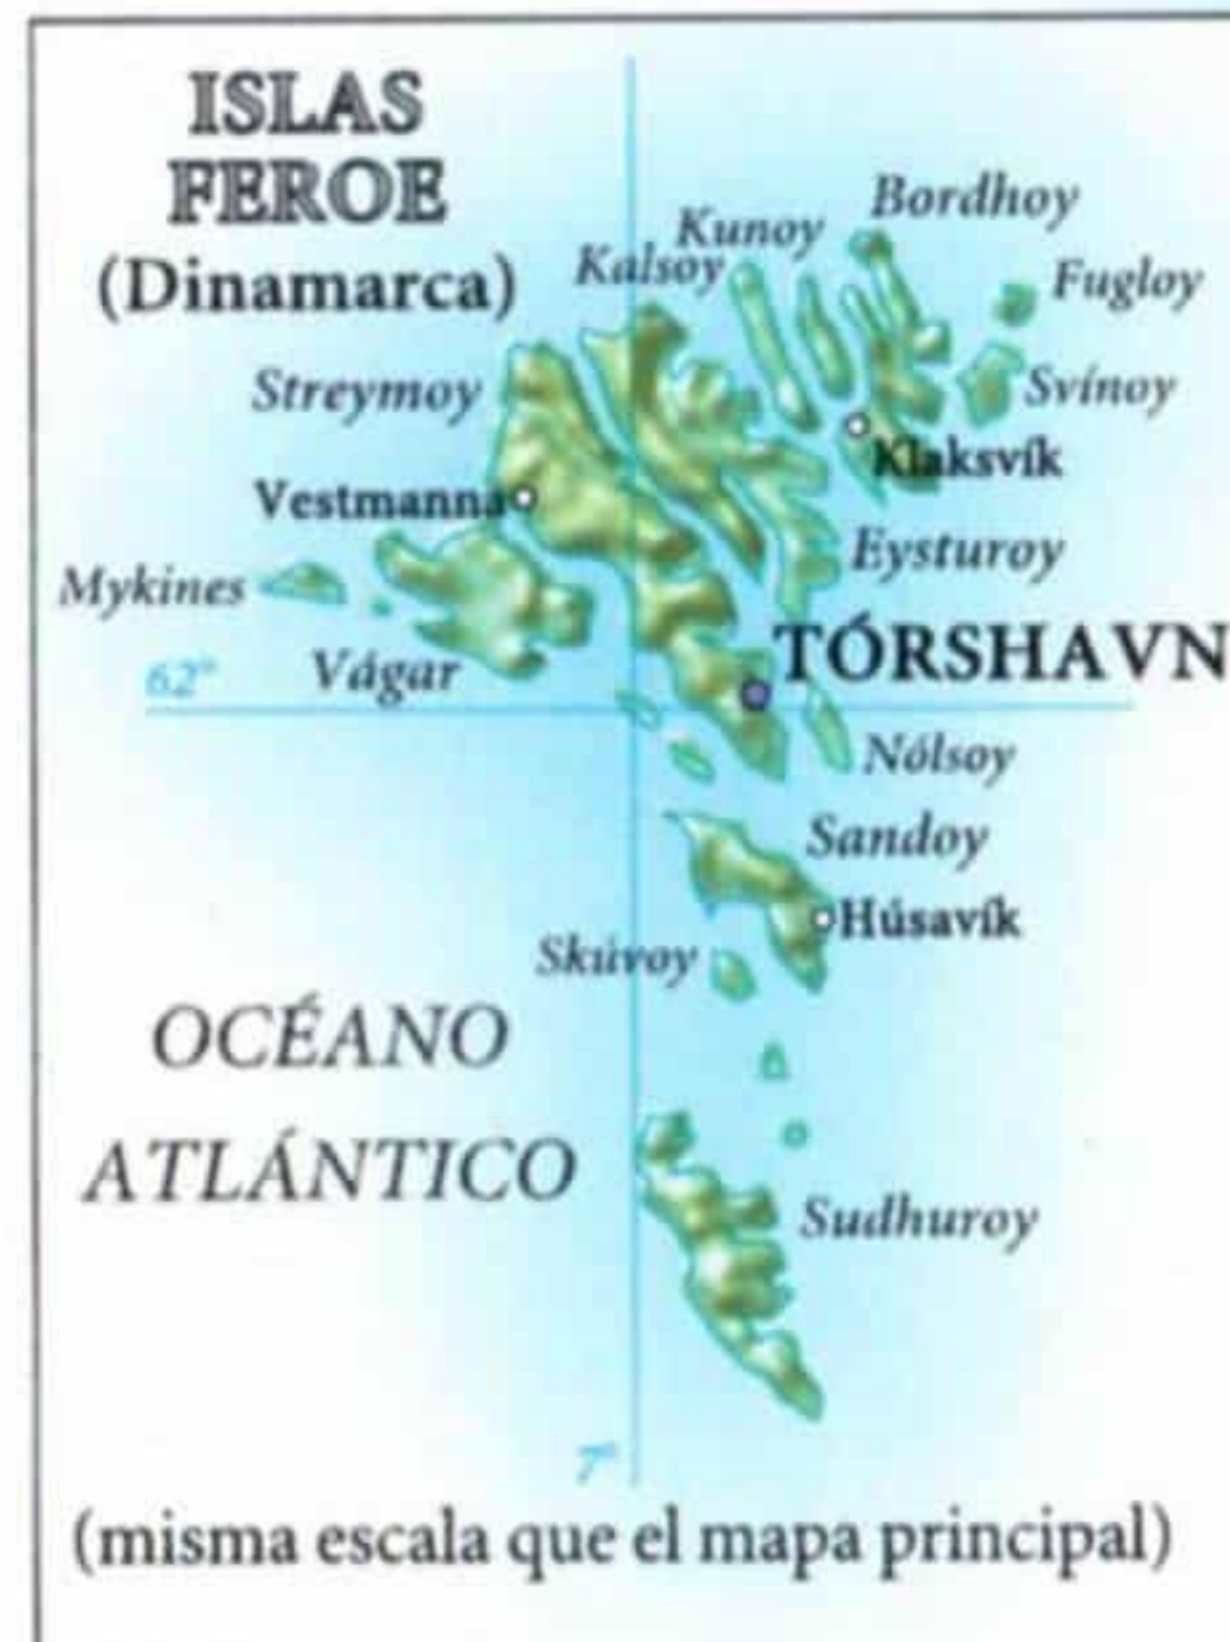 ISLAS
FEROE
(Dinamarca)
Bordhoy
Kunoy
Kalsoy
Fugloy
Streymoy
Svínoy
Klaksvík
Vestmanna
Eysturoy
Mykines
TÓRSHAVN
Vágar
62°
Nólsoy
Sandoy
Húsavík
Skúvoy
OCÉANO
ATLÁNTICO
Sudhuroy
7°
(misma escala que el mapa principal)